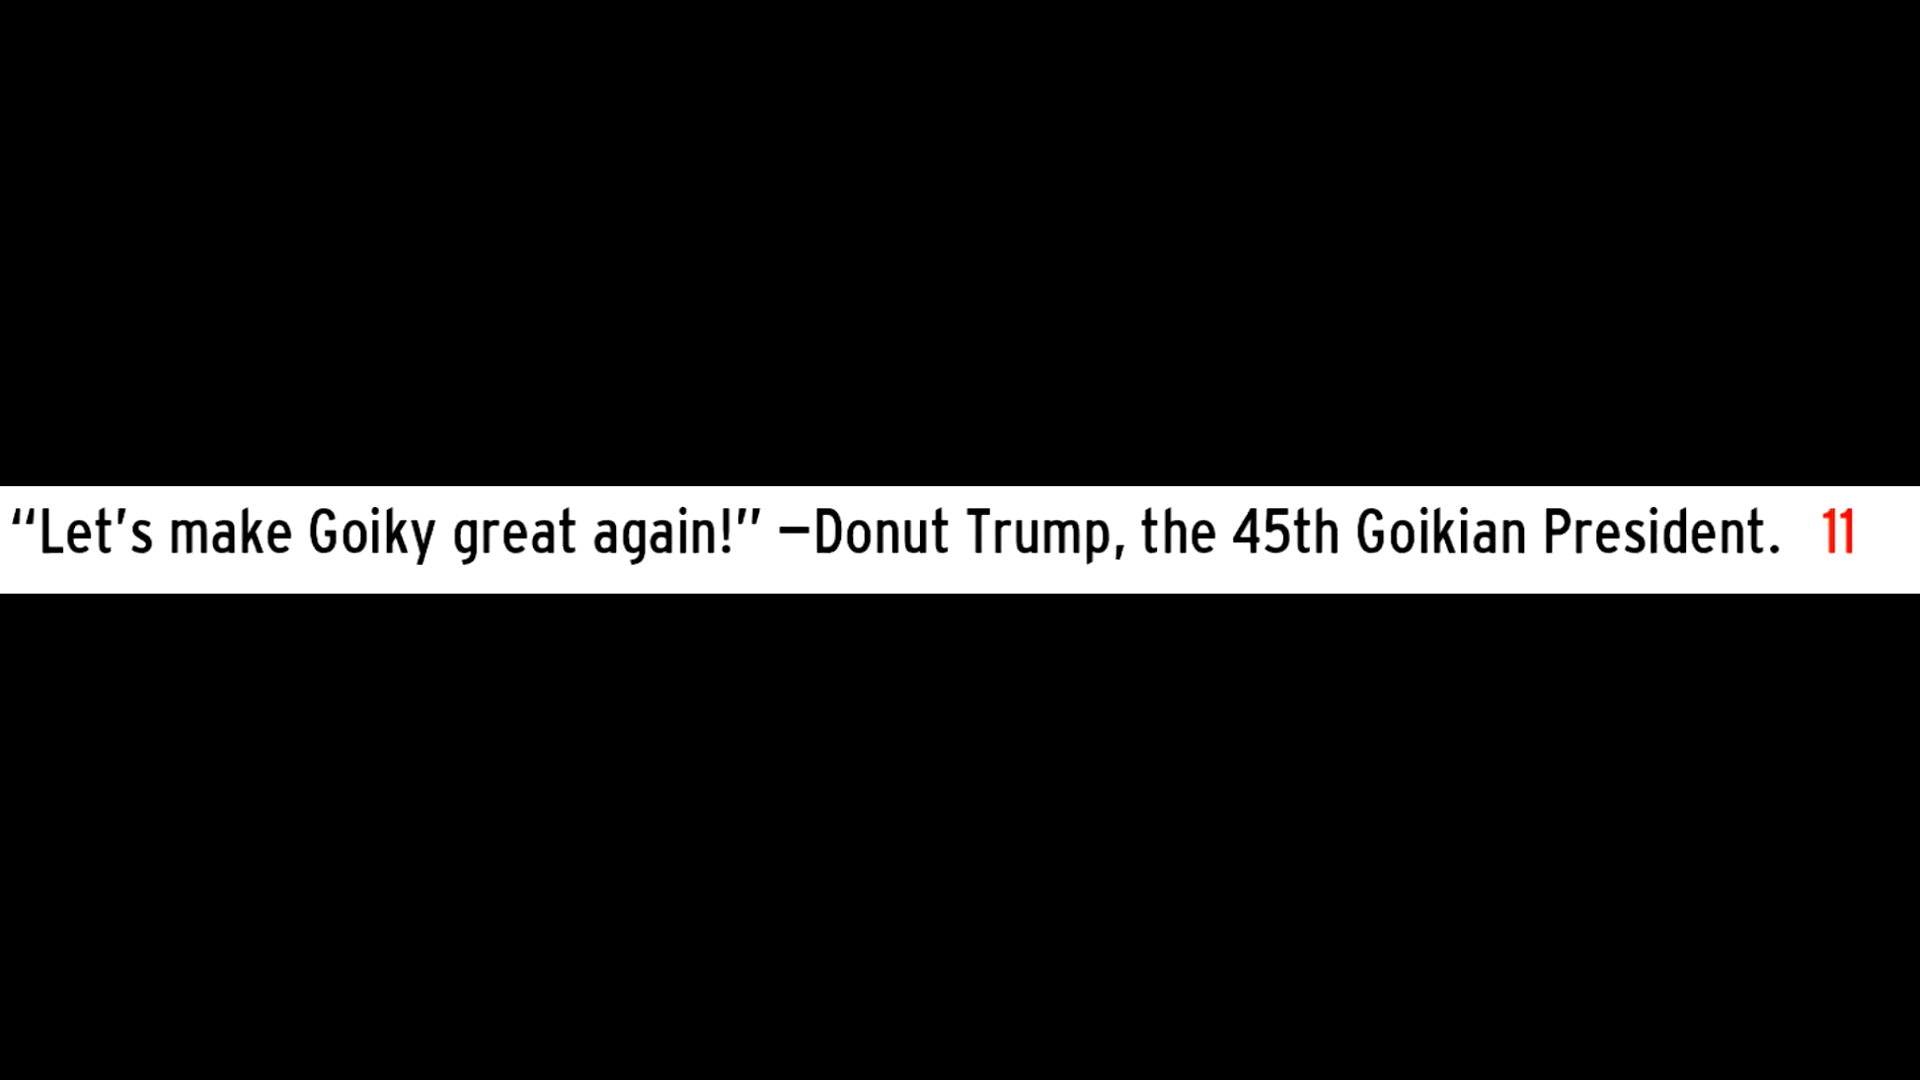 “Let’s make Goiky great again!” —Donut Trump, the 45th Goikian President. 11